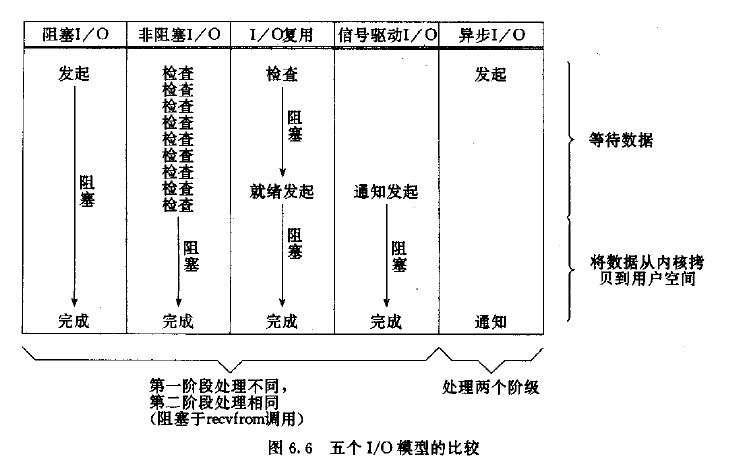 阻塞I/O 非阻塞I/O I/O复用 信号驱动I/O 异步I/O
发起 检查 检查 发起
检查
检查
检查
检查
检查
检查
检查
检查
阻塞
阻塞
等待数据
就绪发起 通知发起
阻塞
阻塞
阻塞
将数据从内核拷
贝到用户空间
完成 完成 完成 完成 通知
第一阶段处理不同，
第二阶段处理相同
（阻塞于recvfrom调用）
处理两个阶级
图 6.6 五个 I/O 模型的比较